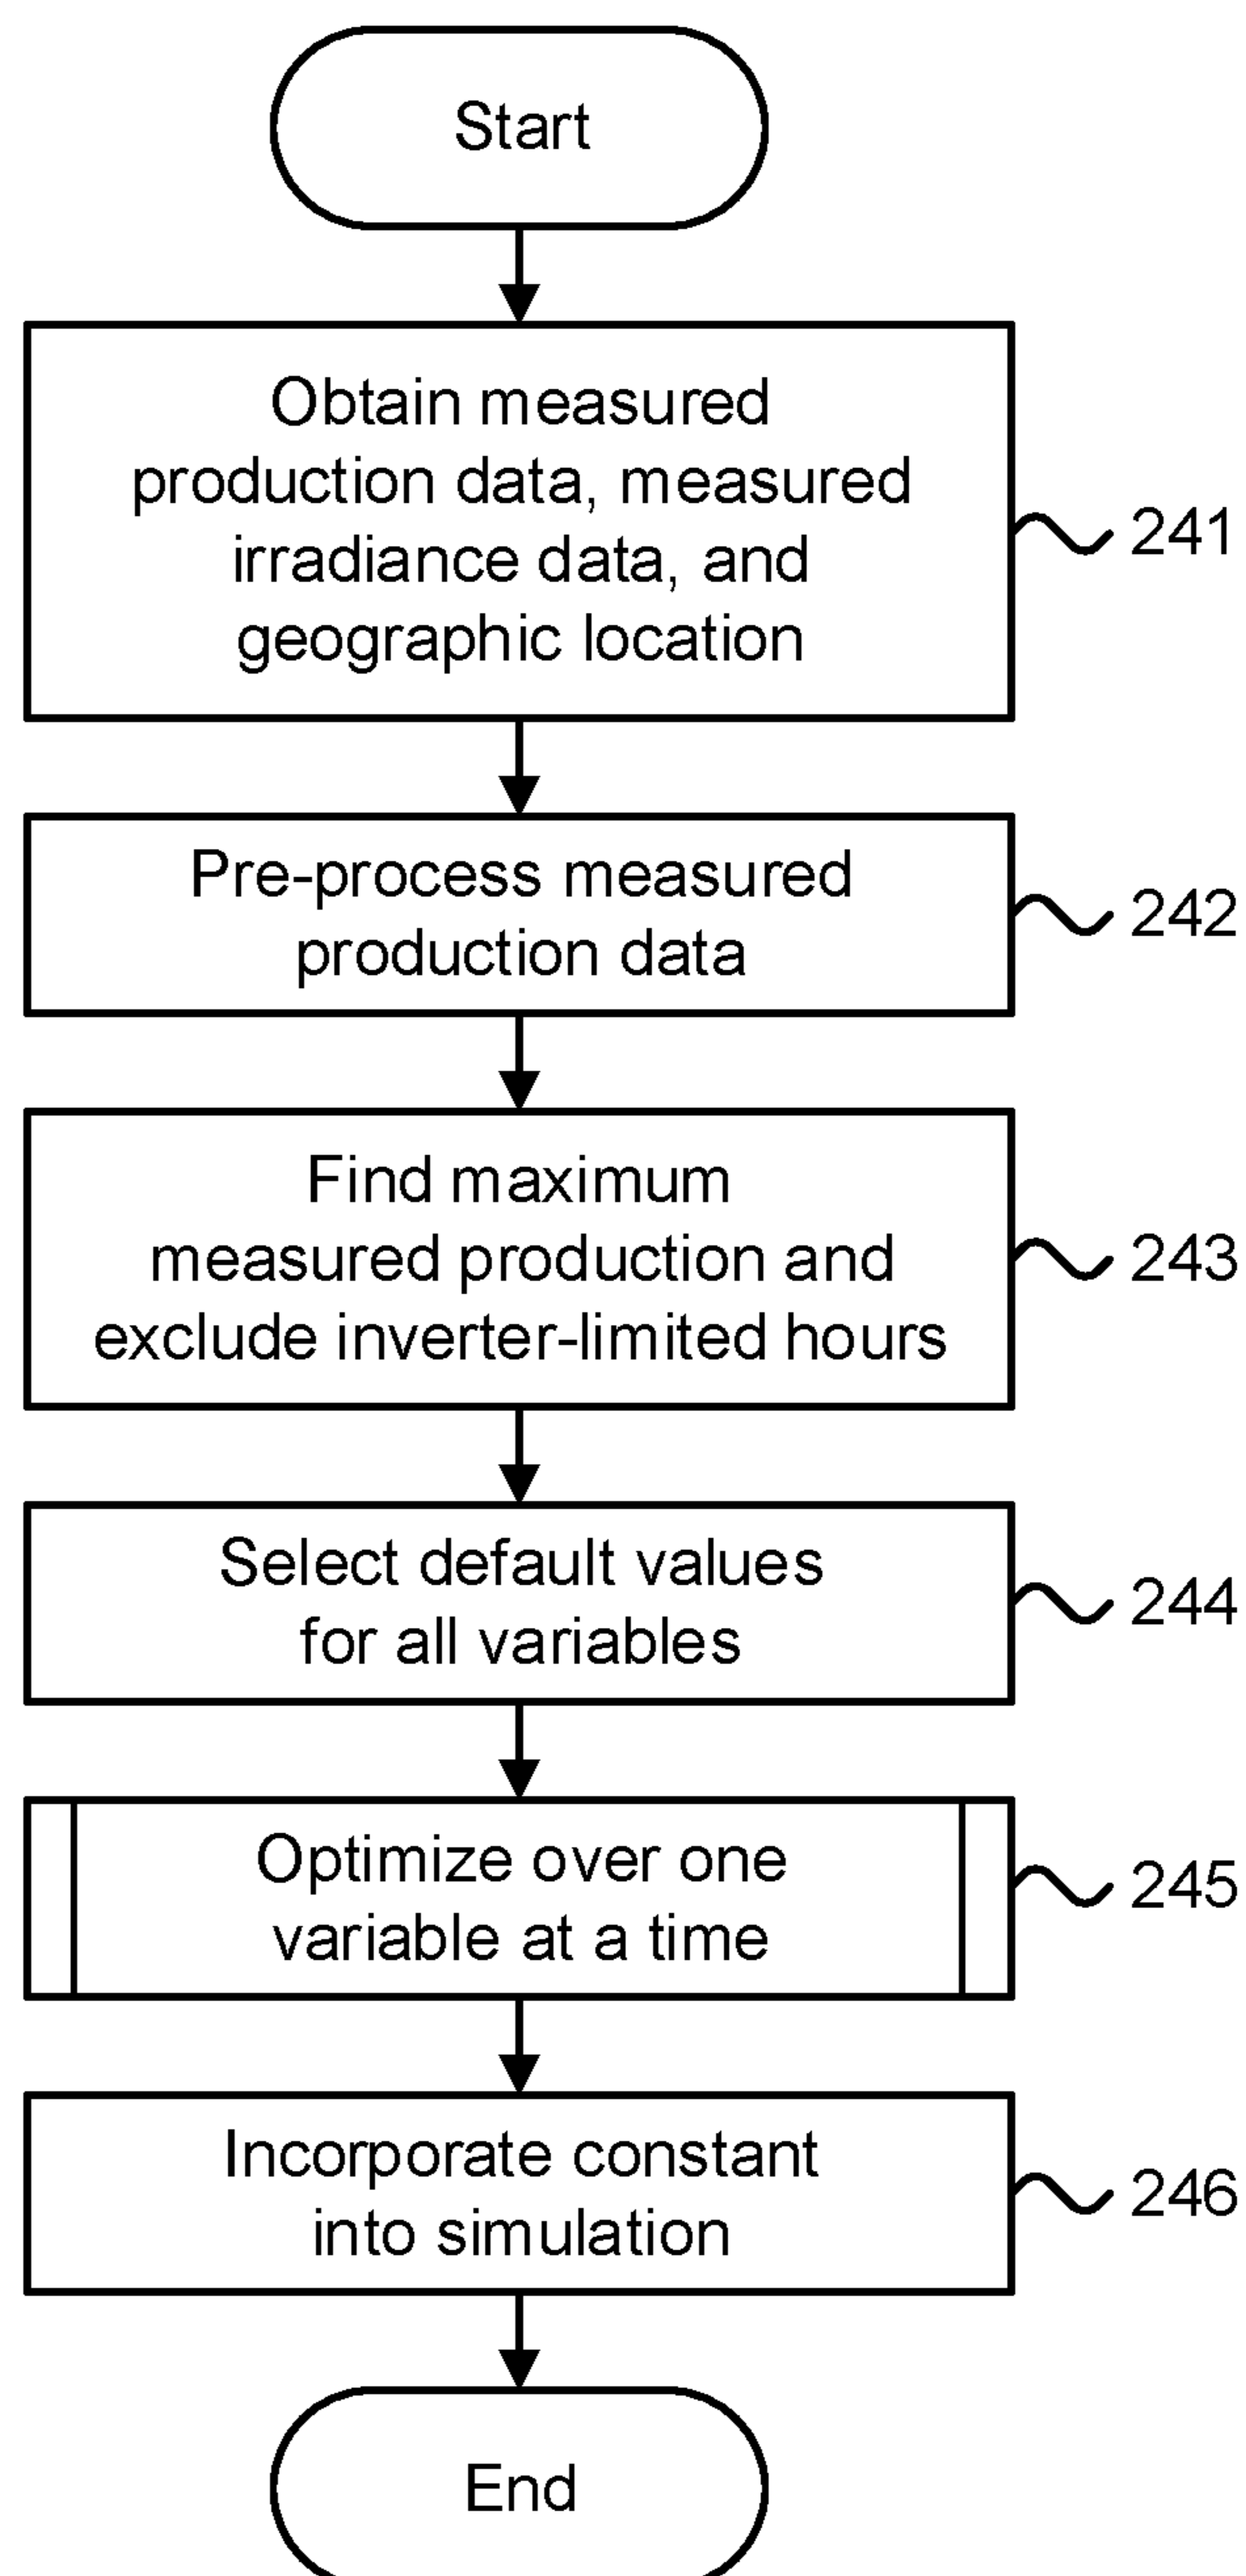 Start
Obtain measured
production data, measured
irradiance data, and
geographic location
241
Pre-process measured
production data
242
Find maximum
measured production and
exclude inverter-limited hours
243
Select default values
for all variables
244
Optimize over one
variable at a time
245
Incorporate constant
into simulation
246
End